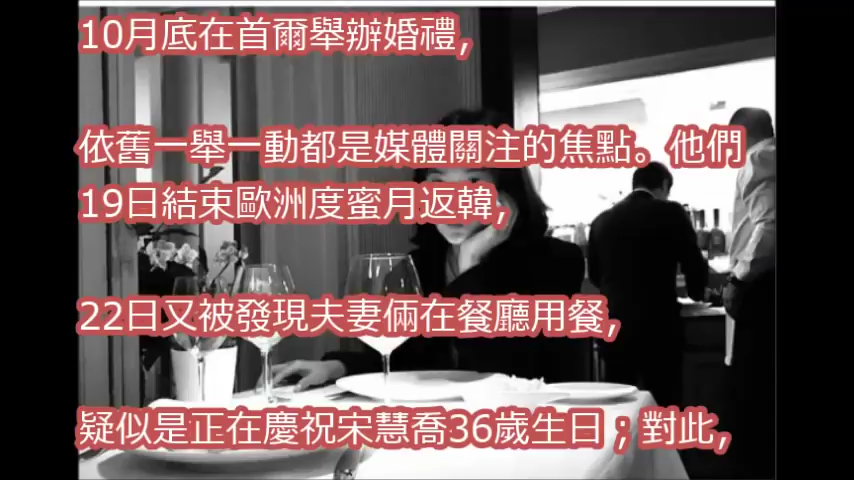 10月底在首爾舉辦婚禮，
依舊一舉一動都是媒體關注的焦點。他們
19日結束歐洲度蜜月返韓，
22日又被發現夫妻倆在餐廳用餐，
疑似是正在慶祝宋慧喬36歲生日；對此，